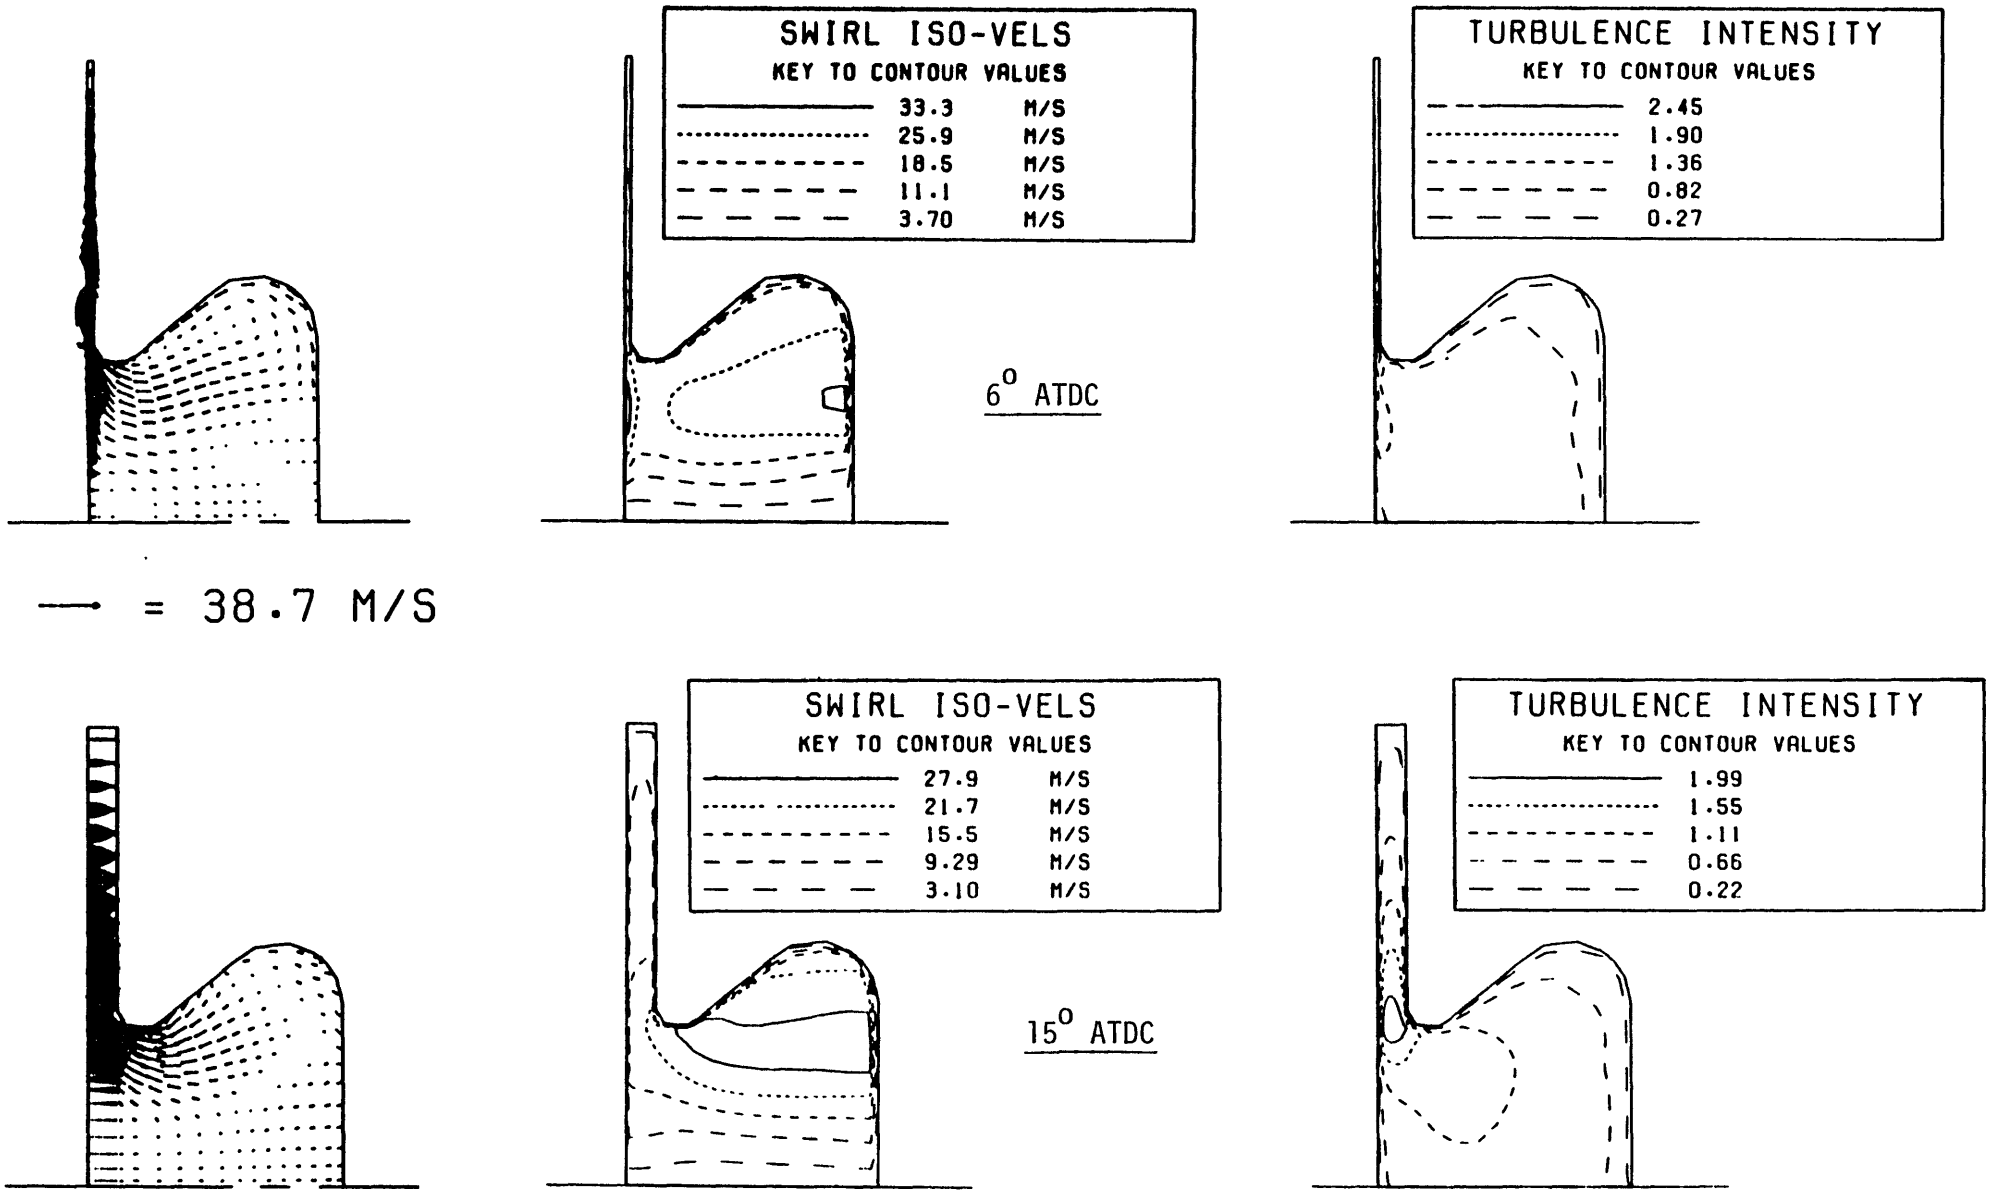 SWIRL ISO-VELS
KEY TO CONTOUR VALUES
33.3 M/S
25.9 M/S
18.5 M/S
11.1 M/S
3.70 M/S
TURBULENCE INTENSITY
KEY TO CONTOUR VALUES
2.45
1.90
1.36
0.82
0.27
6° ATDC
= 38.7 M/S
SWIRL ISO-VELS
KEY TO CONTOUR VALUES
27.9 M/S
21.7 M/S
15.5 M/S
9.29 M/S
3.10 M/S
TURBULENCE INTENSITY
KEY TO CONTOUR VALUES
1.99
1.55
1.11
0.66
0.22
15° ATDC